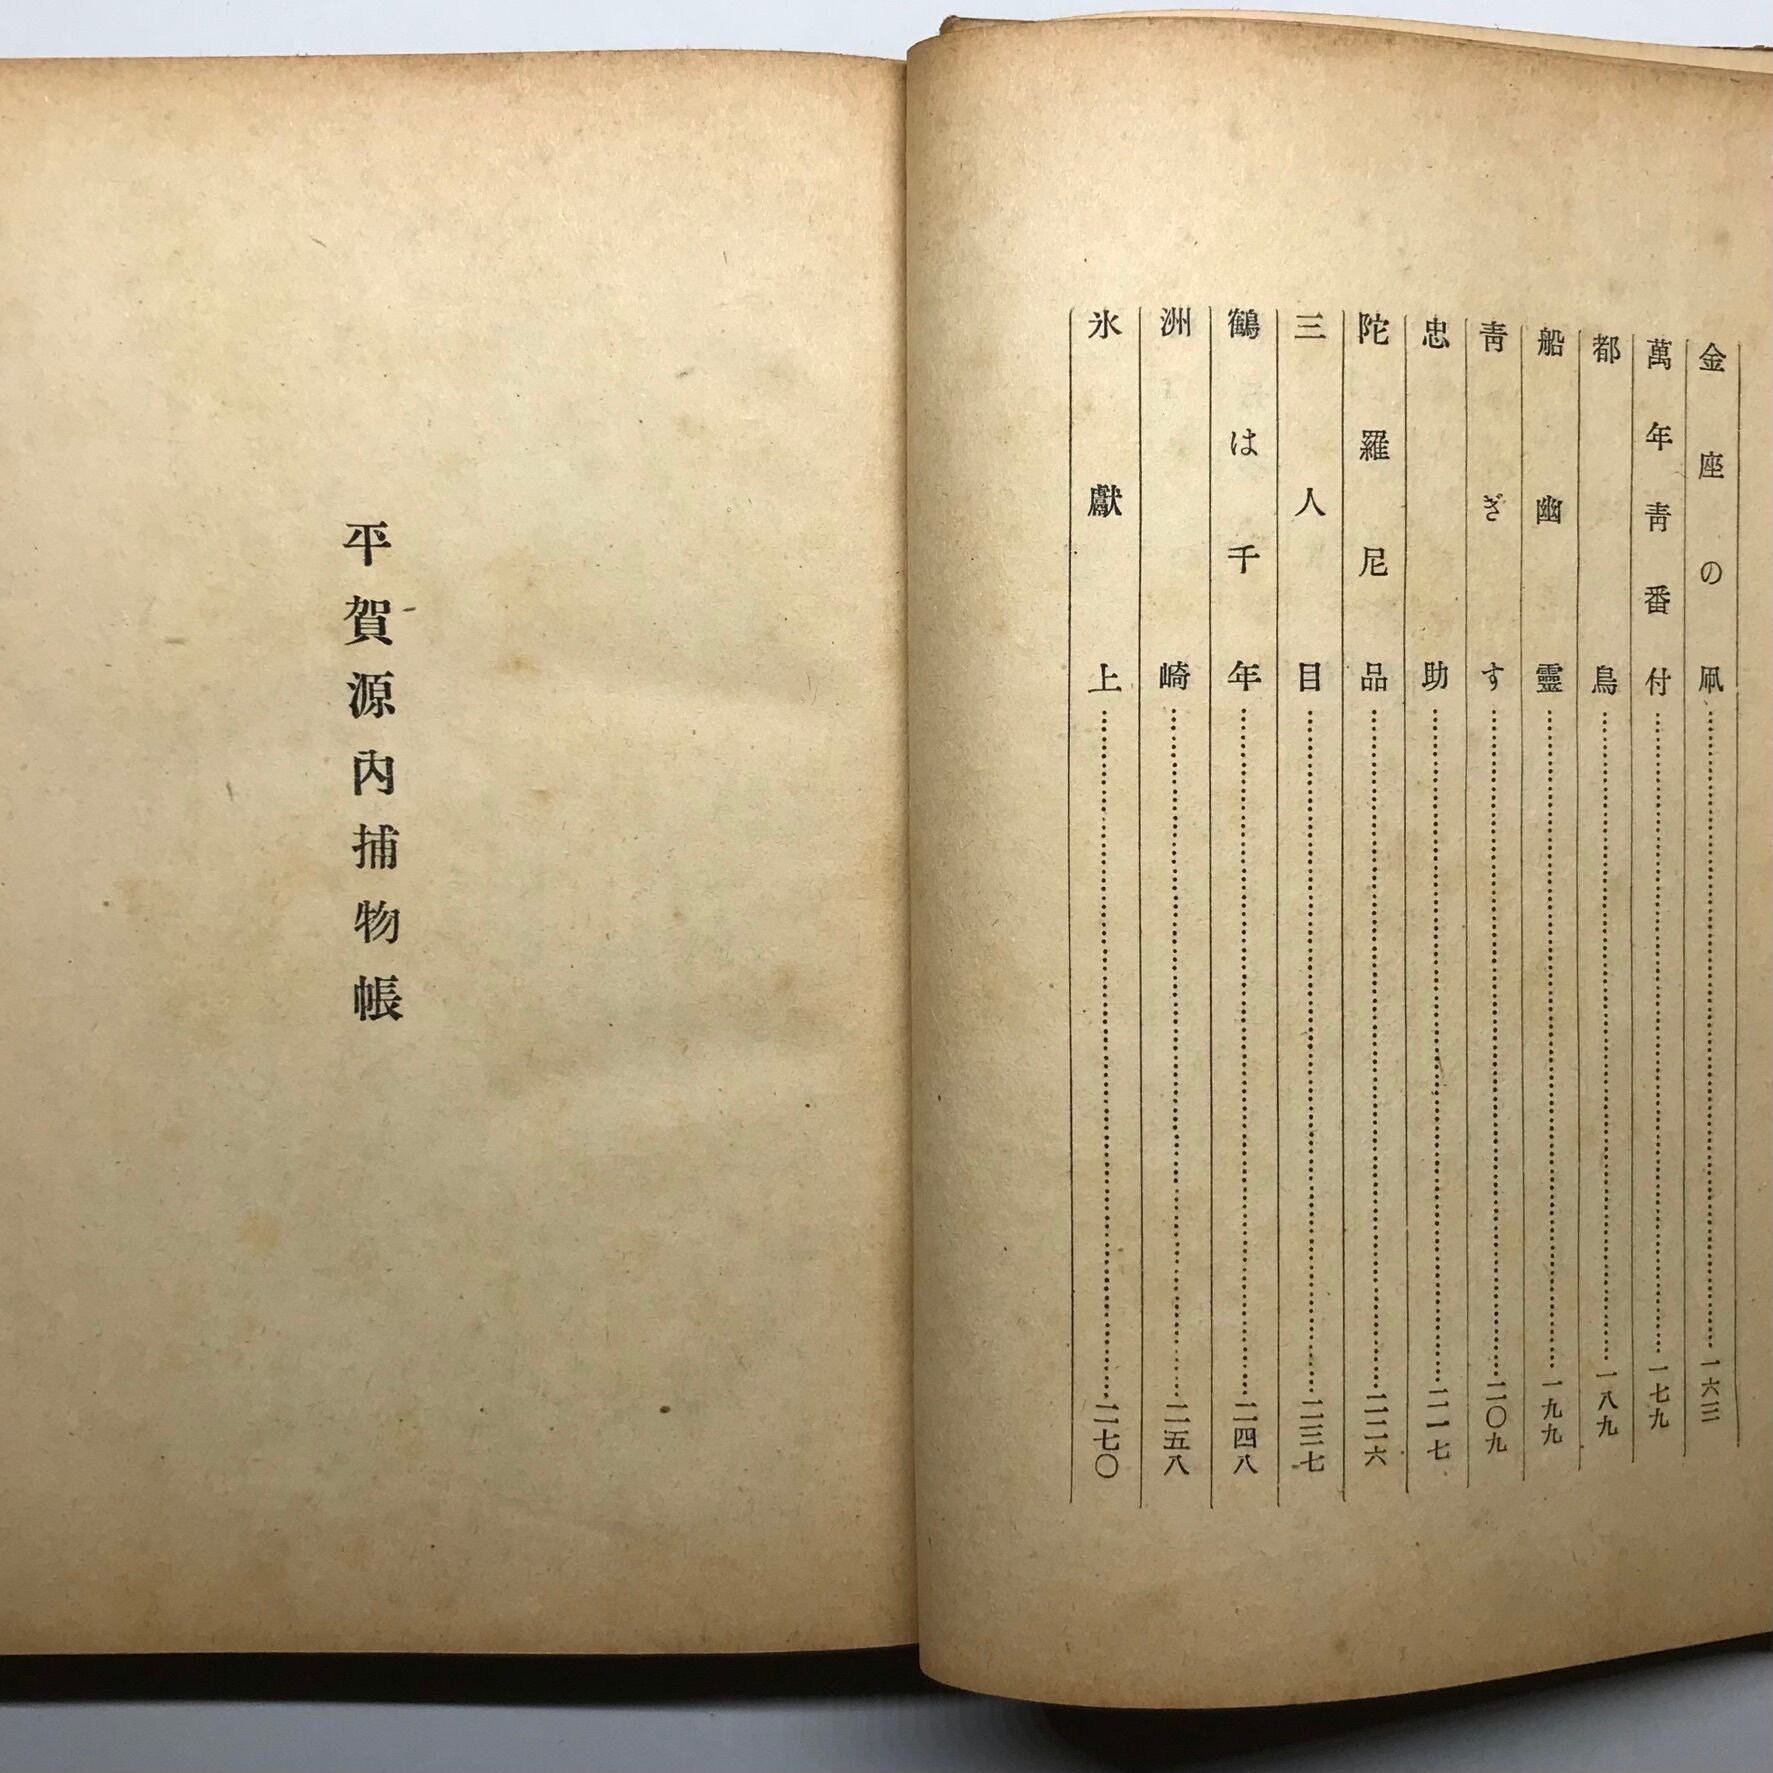 金座の凧……一六三
萬年青番付……一七九
都鳥……一八九
船幽靈……一九九
靑ぎす……二〇九
忠助……二一七
陀羅尼品……二二六
三人目……二三七
鶴は千年……二四八
洲崎……二五八
氷獻上……二七〇
平賀源內捕物帳